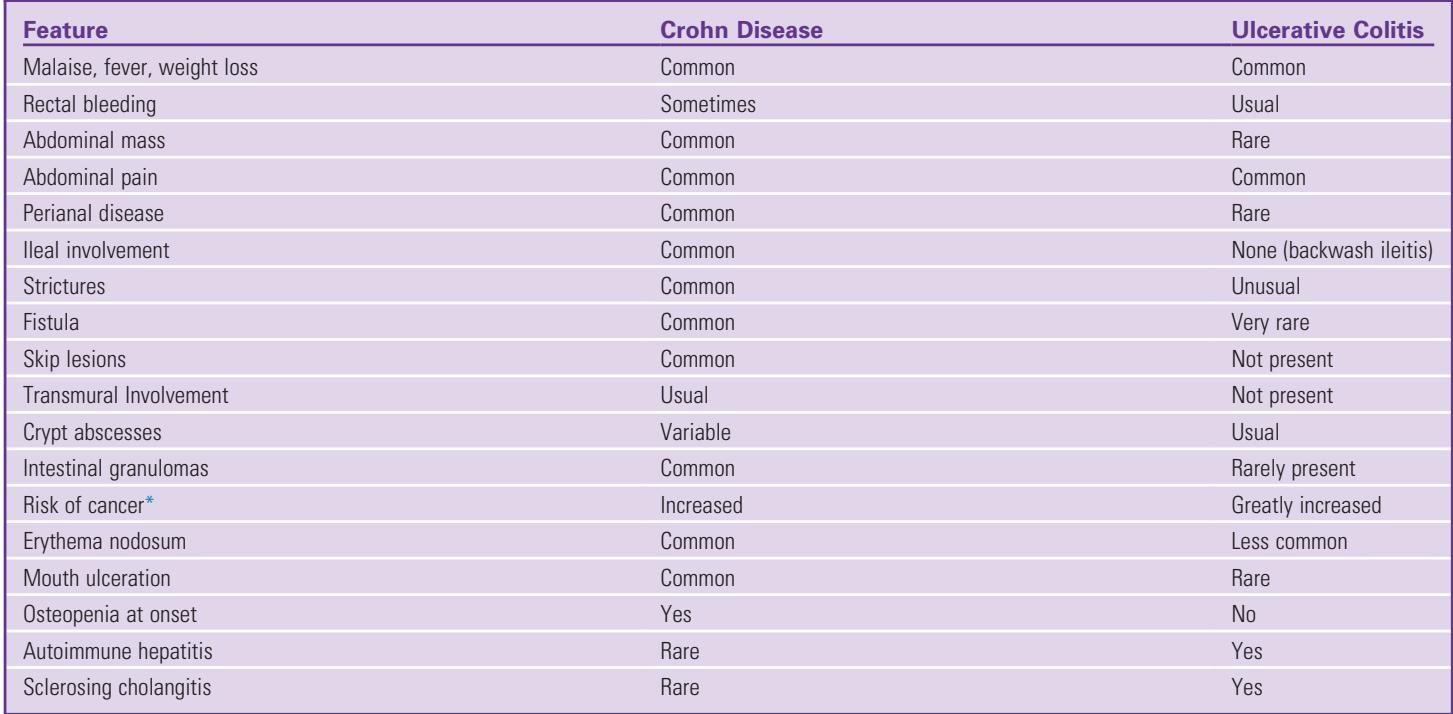 Feature Crohn Disease Ulcerative Colitis
Malaise, fever, weight loss Common Common
Rectal bleeding Sometimes Usual
Abdominal mass Common Rare
Abdominal pain Common Common
Perianal disease Common Rare
Ileal involvement Common None (backwash ileitis)
Strictures Common Unusual
Fistula Common Very rare
Skip lesions Common Not present
Transmural Involvement Usual Not present
Crypt abscesses Variable Usual
Intestinal granulomas Common Rarely present
Risk of cancer* Increased Greatly increased
Erythema nodosum Common Less common
Mouth ulceration Common Rare
Osteopenia at onset Yes No
Autoimmune hepatitis Rare Yes
Sclerosing cholangitis Rare Yes